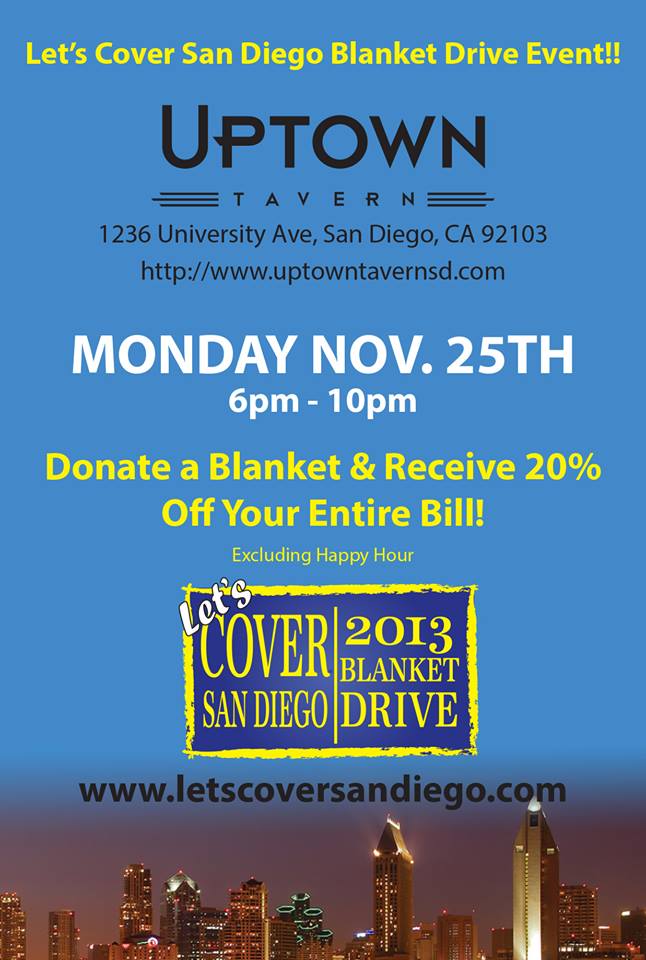 Let's Cover San Diego Blanket Drive Event!!
UPTOWN
TAVERN
1236 University Ave, San Diego, CA 92103
http://www.uptowntavernsd.com
MONDAY NOV. 25TH
6pm - 10pm
Donate a Blanket & Receive 20%
Off Your Entire Bill!
Excluding Happy Hour
Let's
COVER
SAN DIEGO
2013
BLANKET
DRIVE
www.letscoversandiego.com